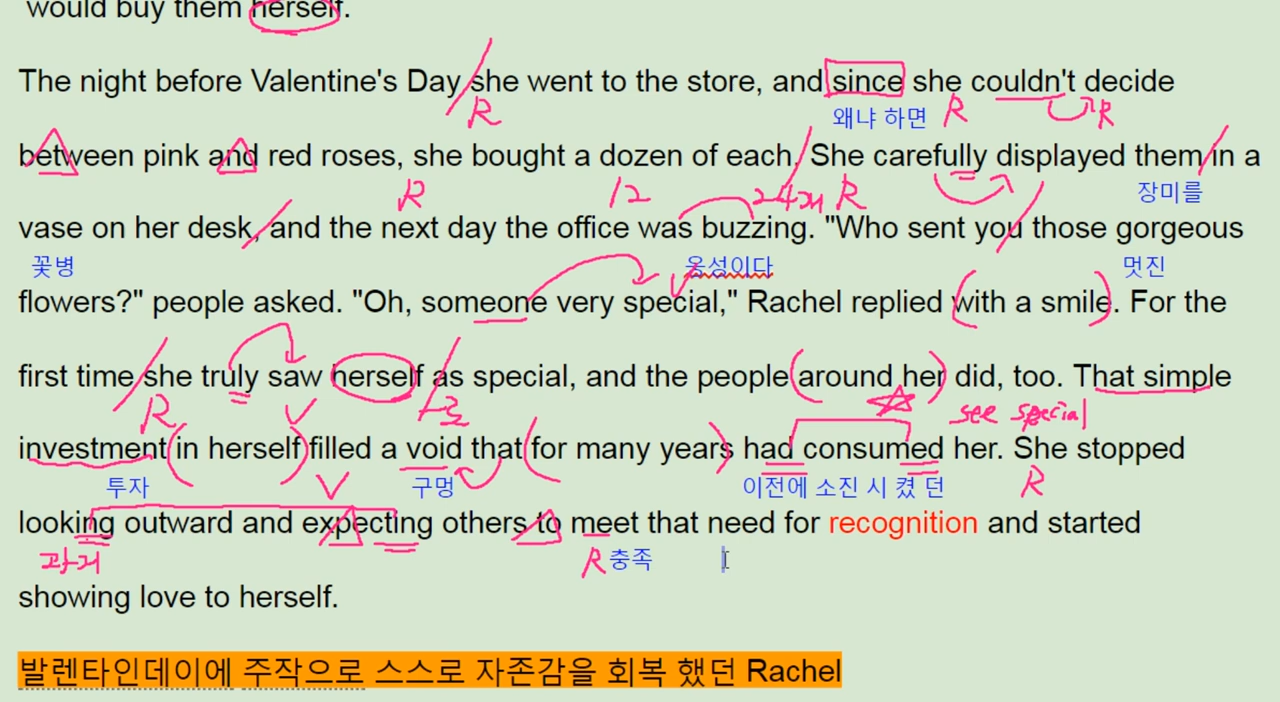 would buy them herself.
The night before Valentine's Day she went to the store, and since she couldn't decide
R 왜냐 하면 R R
between pink and red roses, she bought a dozen of each. She carefully displayed them in a
R 12 24개 R 장미를
vase on her desk, and the next day the office was buzzing. "Who sent you those gorgeous
꽃병 웅성이다 멋진
flowers?" people asked. "Oh, someone very special," Rachel replied with a smile. For the
first time she truly saw herself as special, and the people around her did, too. That simple
R 로 see special
investment in herself filled a void that for many years had consumed her. She stopped
투자 구멍 이전에 소진 시 켰 던 R
looking outward and expecting others to meet that need for recognition and started
과거 R 충족
showing love to herself.
발렌타인데이에 주작으로 스스로 자존감을 회복 했던 Rachel